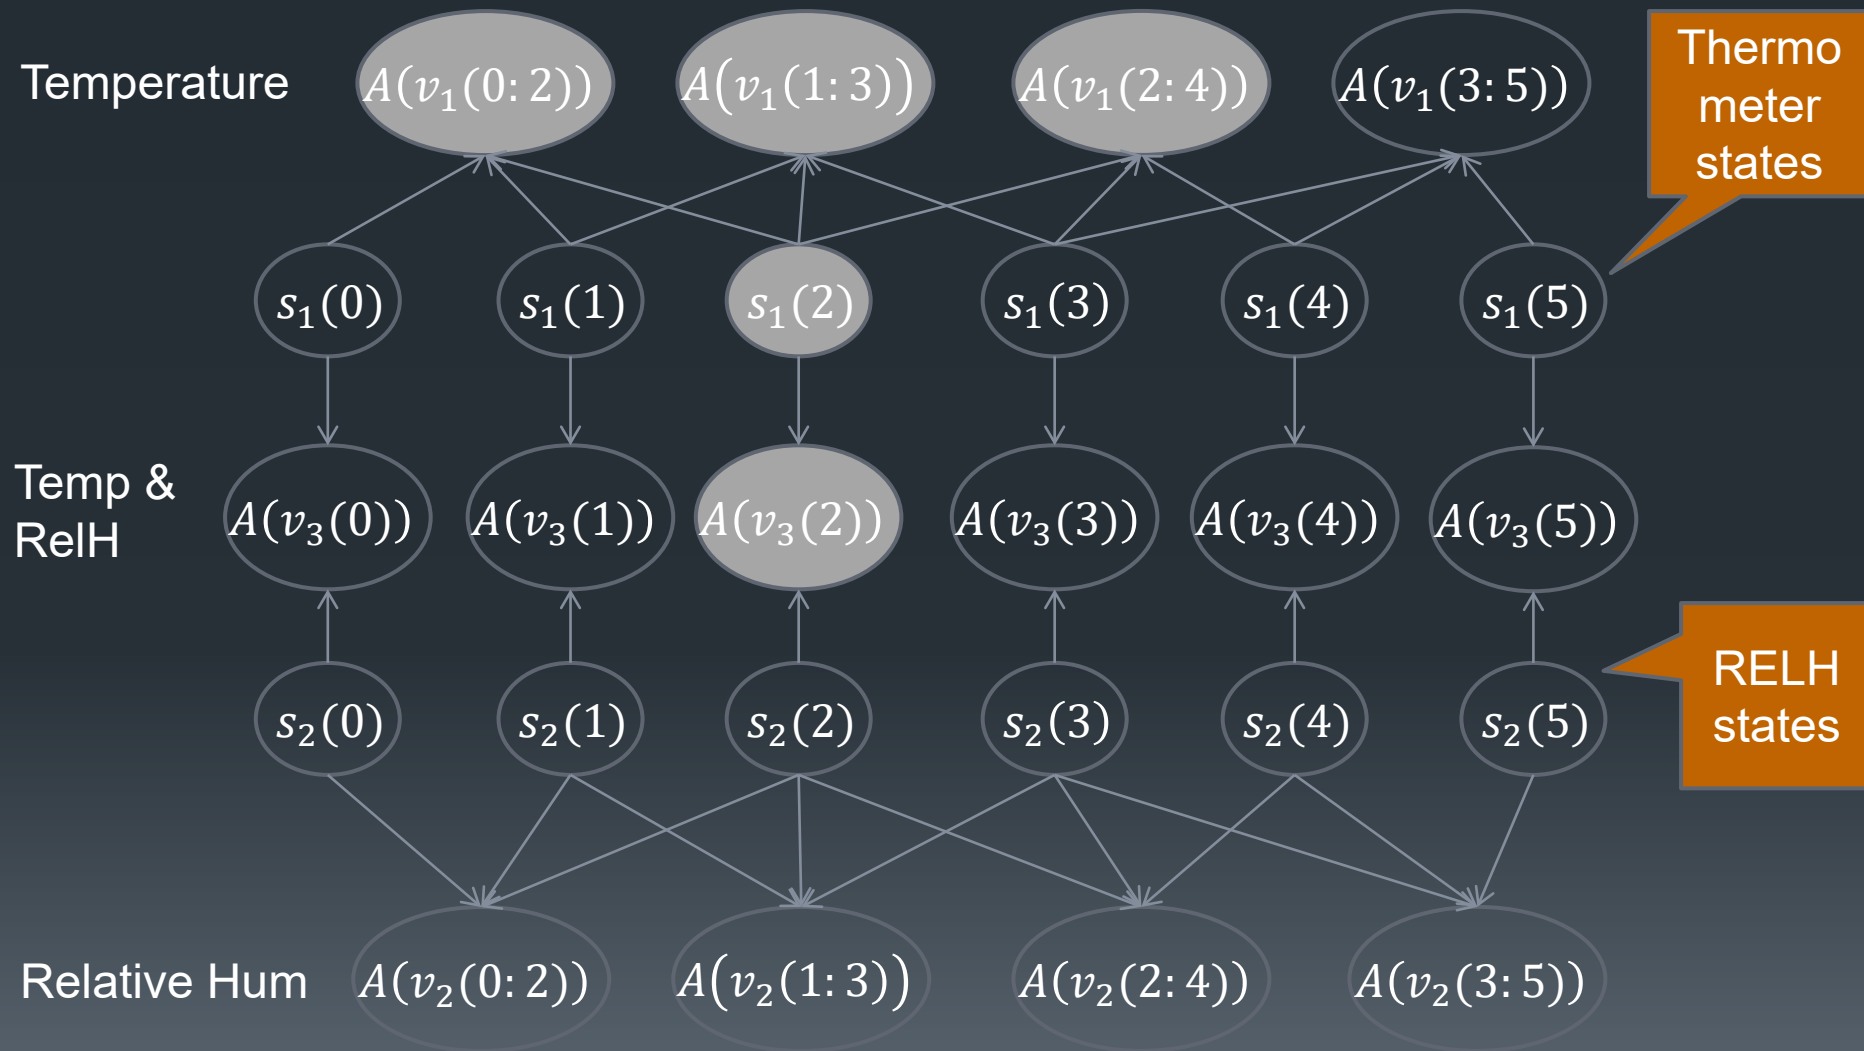 Temperature
A(v₁(0:2)) A(v₁(1:3)) A(v₁(2:4)) A(v₁(3:5))
Thermo
meter
states
s₁(0) s₁(1) s₁(2) s₁(3) s₁(4) s₁(5)
Temp &
RelH
A(v₃(0)) A(v₃(1)) A(v₃(2)) A(v₃(3)) A(v₃(4)) A(v₃(5))
s₂(0) s₂(1) s₂(2) s₂(3) s₂(4) s₂(5)
RELH
states
Relative Hum
A(v₂(0:2)) A(v₂(1:3)) A(v₂(2:4)) A(v₂(3:5))